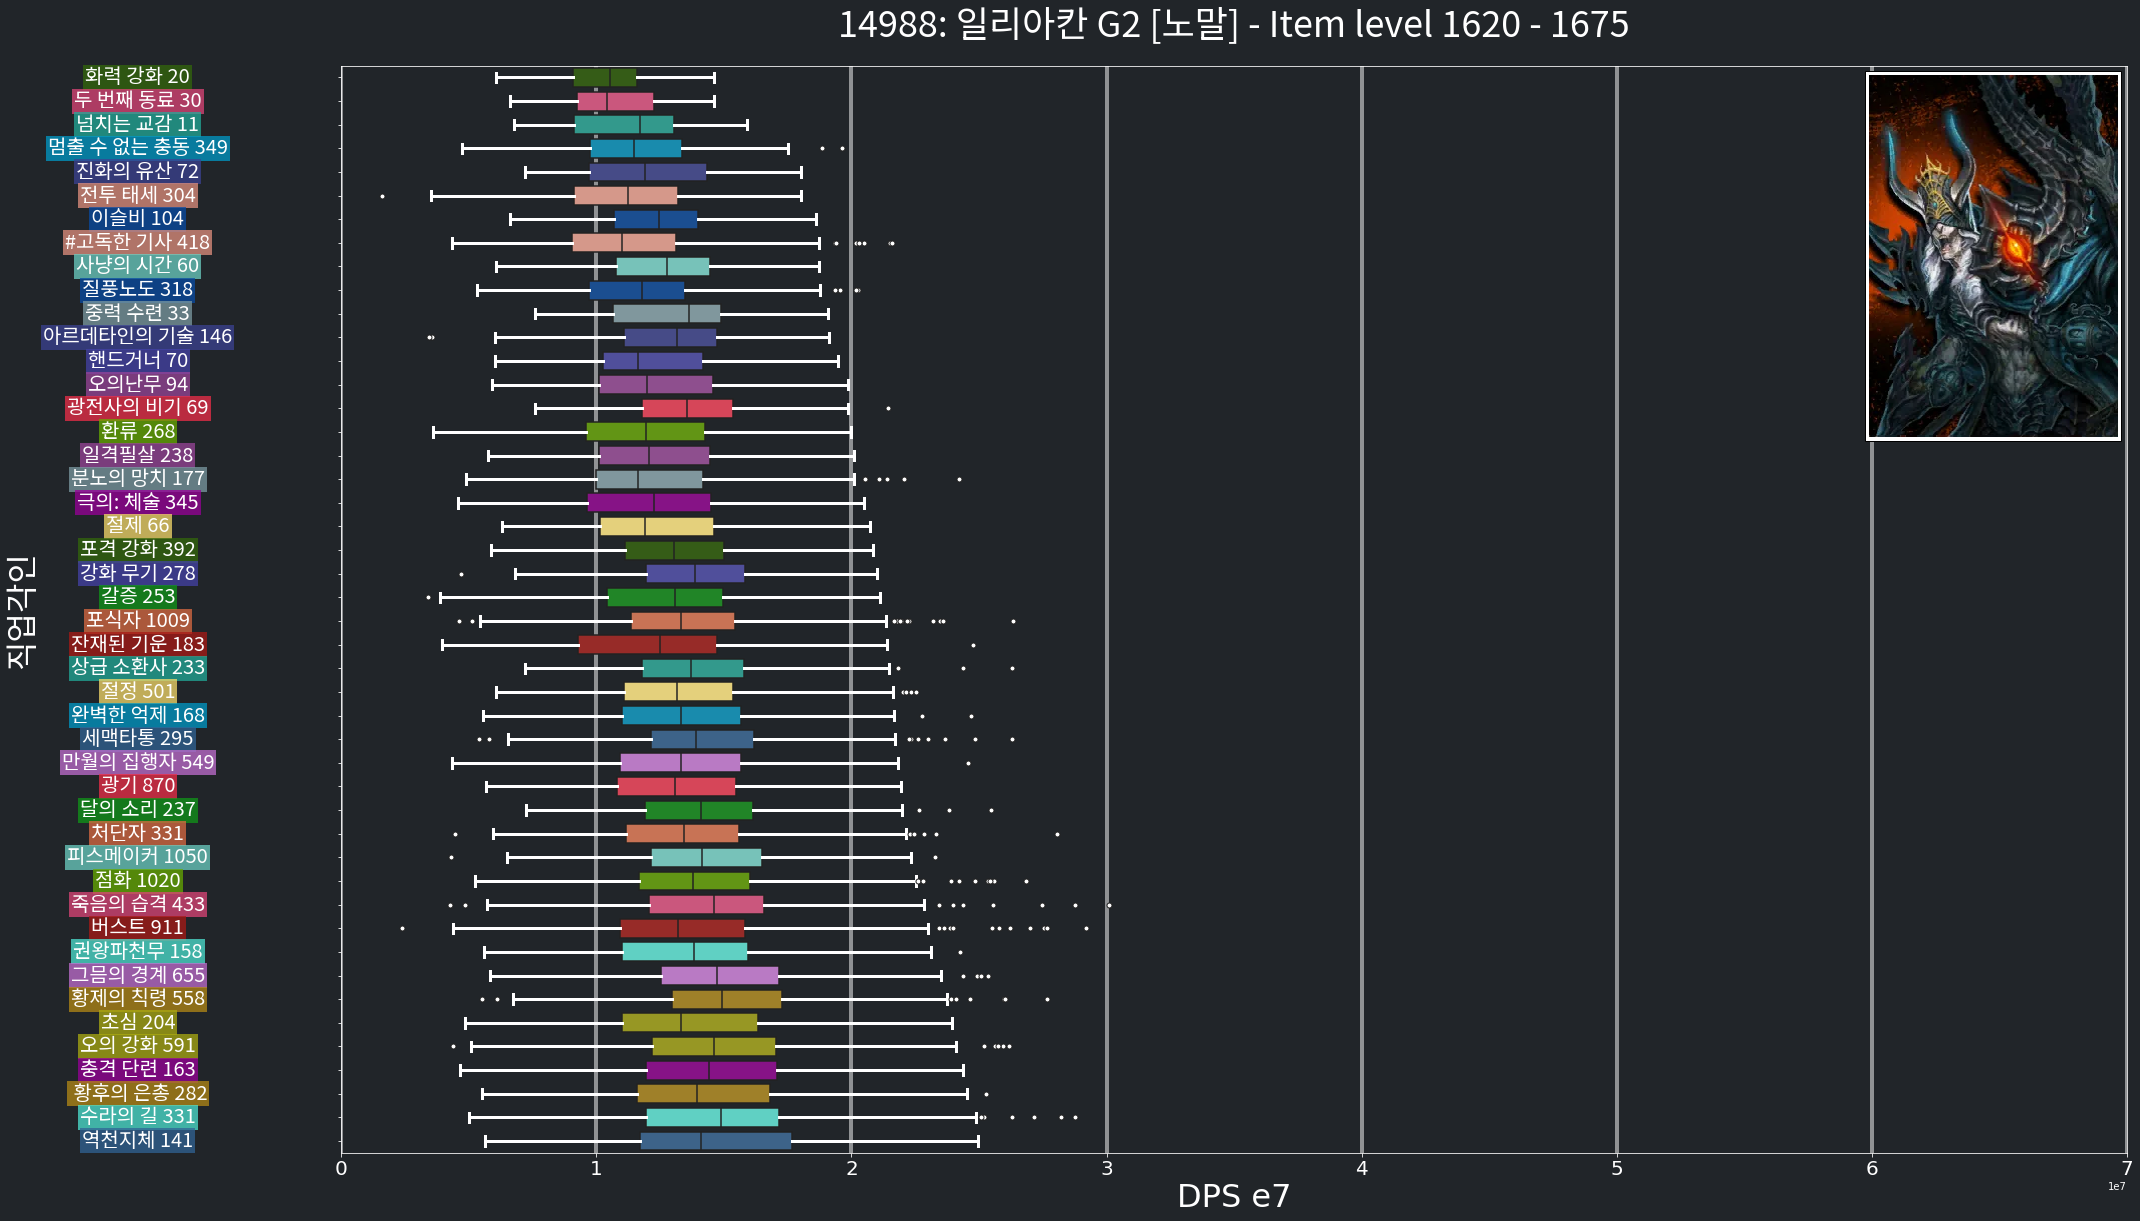 14988: 일리아칸 G2 [노말] - Item level 1620 - 1675
화력 강화 20
두 번째 동료 30
넘치는 교감 11
멈출 수 없는 충동 349
진화의 유산 72
전투 태세 304
이슬비 104
#고독한 기사 418
사냥의 시간 60
질풍노도 318
중력 수련 33
아르데타인의 기술 146
핸드거너 70
오의난무 94
광전사의 비기 69
환류 268
일격필살 238
분노의 망치 177
극의: 체술 345
절제 66
포격 강화 392
강화 무기 278
갈증 253
포식자 1009
잔재된 기운 183
상급 소환사 233
절정 501
완벽한 억제 168
세맥타통 295
만월의 집행자 549
광기 870
달의 소리 237
처단자 331
피스메이커 1050
점화 1020
죽음의 습격 433
버스트 911
권왕파천무 158
그믐의 경계 655
황제의 칙령 558
초심 204
오의 강화 591
충격 단련 163
황후의 은총 282
수라의 길 331
역천지체 141
직업각인
0 1 2 3 4 5 6 7
1e7
DPS e7